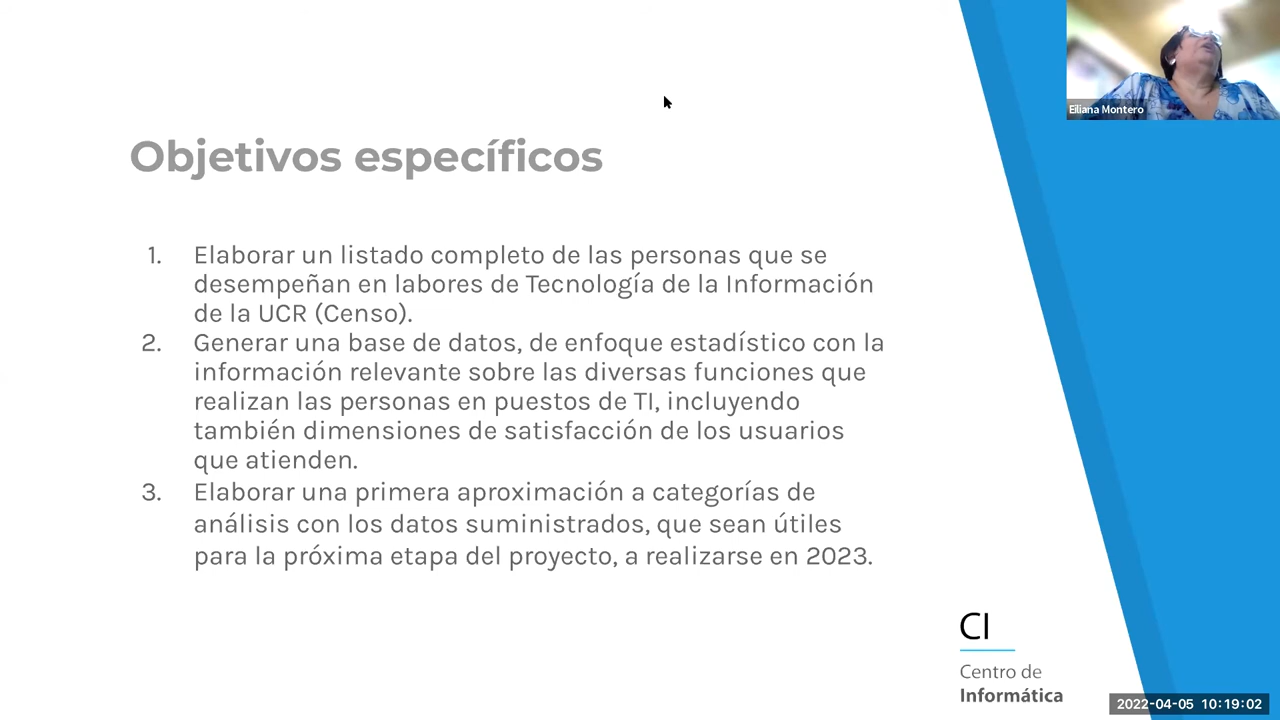 Eiliana Montero
Objetivos específicos
1. Elaborar un listado completo de las personas que se
desempeñan en labores de Tecnología de la Información
de la UCR (Censo).
2. Generar una base de datos, de enfoque estadístico con la
información relevante sobre las diversas funciones que
realizan las personas en puestos de TI, incluyendo
también dimensiones de satisfacción de los usuarios
que atienden.
3. Elaborar una primera aproximación a categorías de
análisis con los datos suministrados, que sean útiles
para la próxima etapa del proyecto, a realizarse en 2023.
CI
Centro de
Informática
2022-04-05 10:19:02